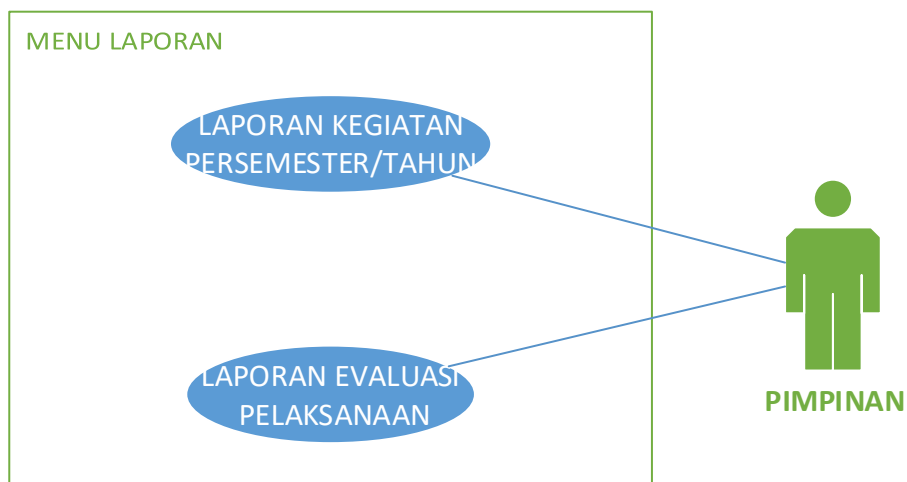 MENU LAPORAN
LAPORAN KEGIATAN
PERSEMESTER/TAHUN
LAPORAN EVALUASI
PELAKSANAAN
PIMPINAN